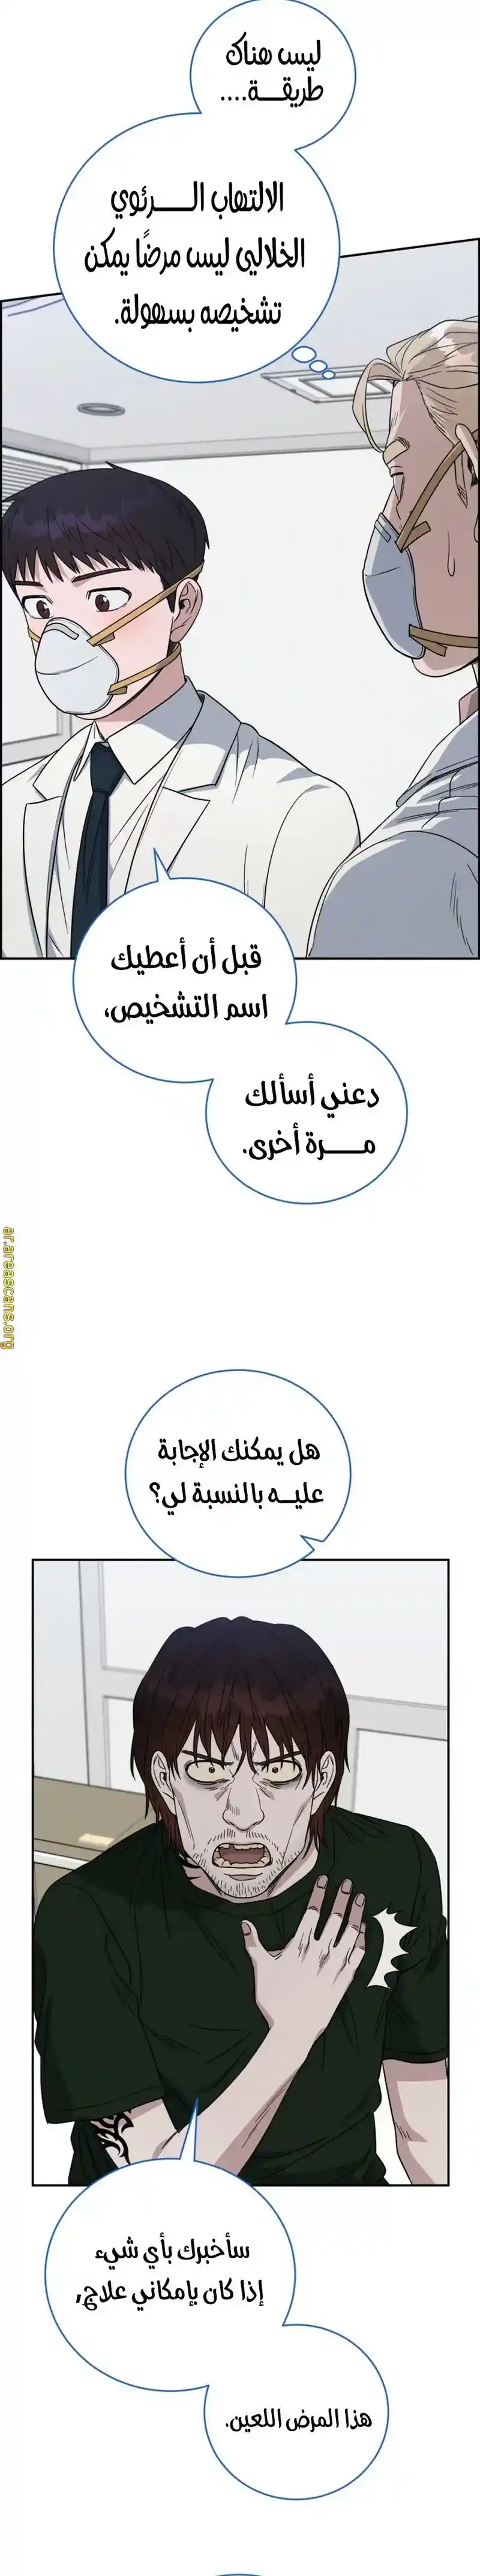 ليس هناك
طريقـــة....
الالتهاب الـــــرئوي
الخلالي ليس مرضًا يمكن
تشخيصه بسهولة.
قبل أن أعطيك
اسم التشخيص،
دعني أسألك
مـــــرة أخرى.
ar.areascans.org
هل يمكنك الإجابة
عليــه بالنسبة لي؟
سأخبرك بأي شيء
إذا كان بإمكاني علاج,
هذا المرض اللعين.